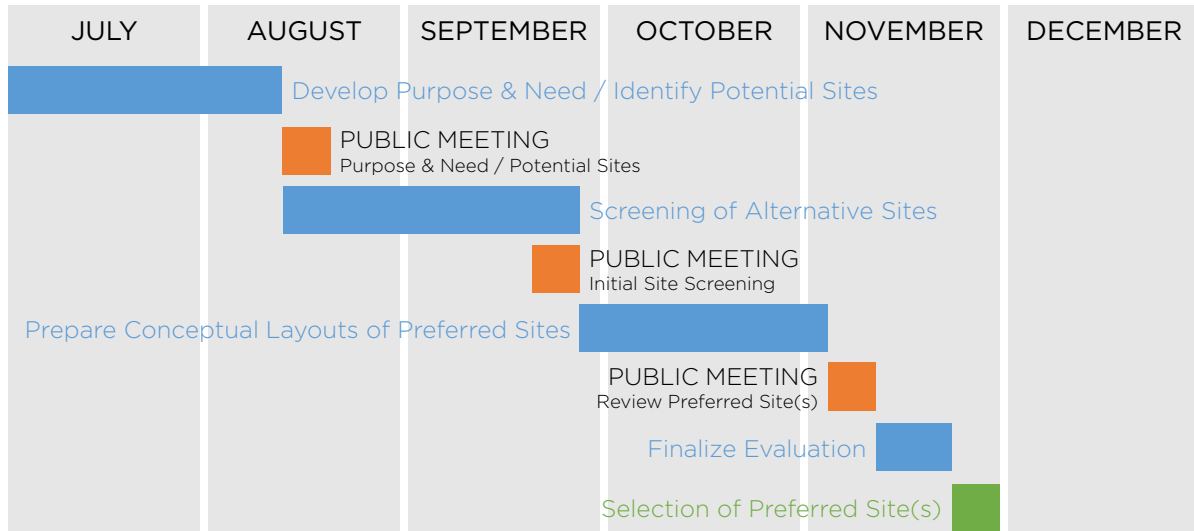 JULY
AUGUST
SEPTEMBER
OCTOBER
NOVEMBER
DECEMBER
Develop Purpose & Need / Identify Potential Sites
PUBLIC MEETING
Purpose & Need / Potential Sites
Screening of Alternative Sites
PUBLIC MEETING
Initial Site Screening
Prepare Conceptual Layouts of Preferred Sites
PUBLIC MEETING
Review Preferred Site(s)
Finalize Evaluation
Selection of Preferred Site(s)